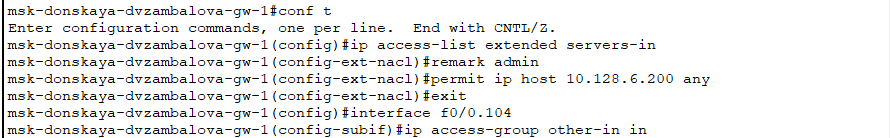 msk-donskaya-dvzambalova-gw-1#conf t
Enter configuration commands, one per line.  End with CNTL/Z.
msk-donskaya-dvzambalova-gw-1(config)#ip access-list extended servers-in
msk-donskaya-dvzambalova-gw-1(config-ext-nacl)#remark admin
msk-donskaya-dvzambalova-gw-1(config-ext-nacl)#permit ip host 10.128.6.200 any
msk-donskaya-dvzambalova-gw-1(config-ext-nacl)#exit
msk-donskaya-dvzambalova-gw-1(config)#interface f0/0.104
msk-donskaya-dvzambalova-gw-1(config-subif)#ip access-group other-in in